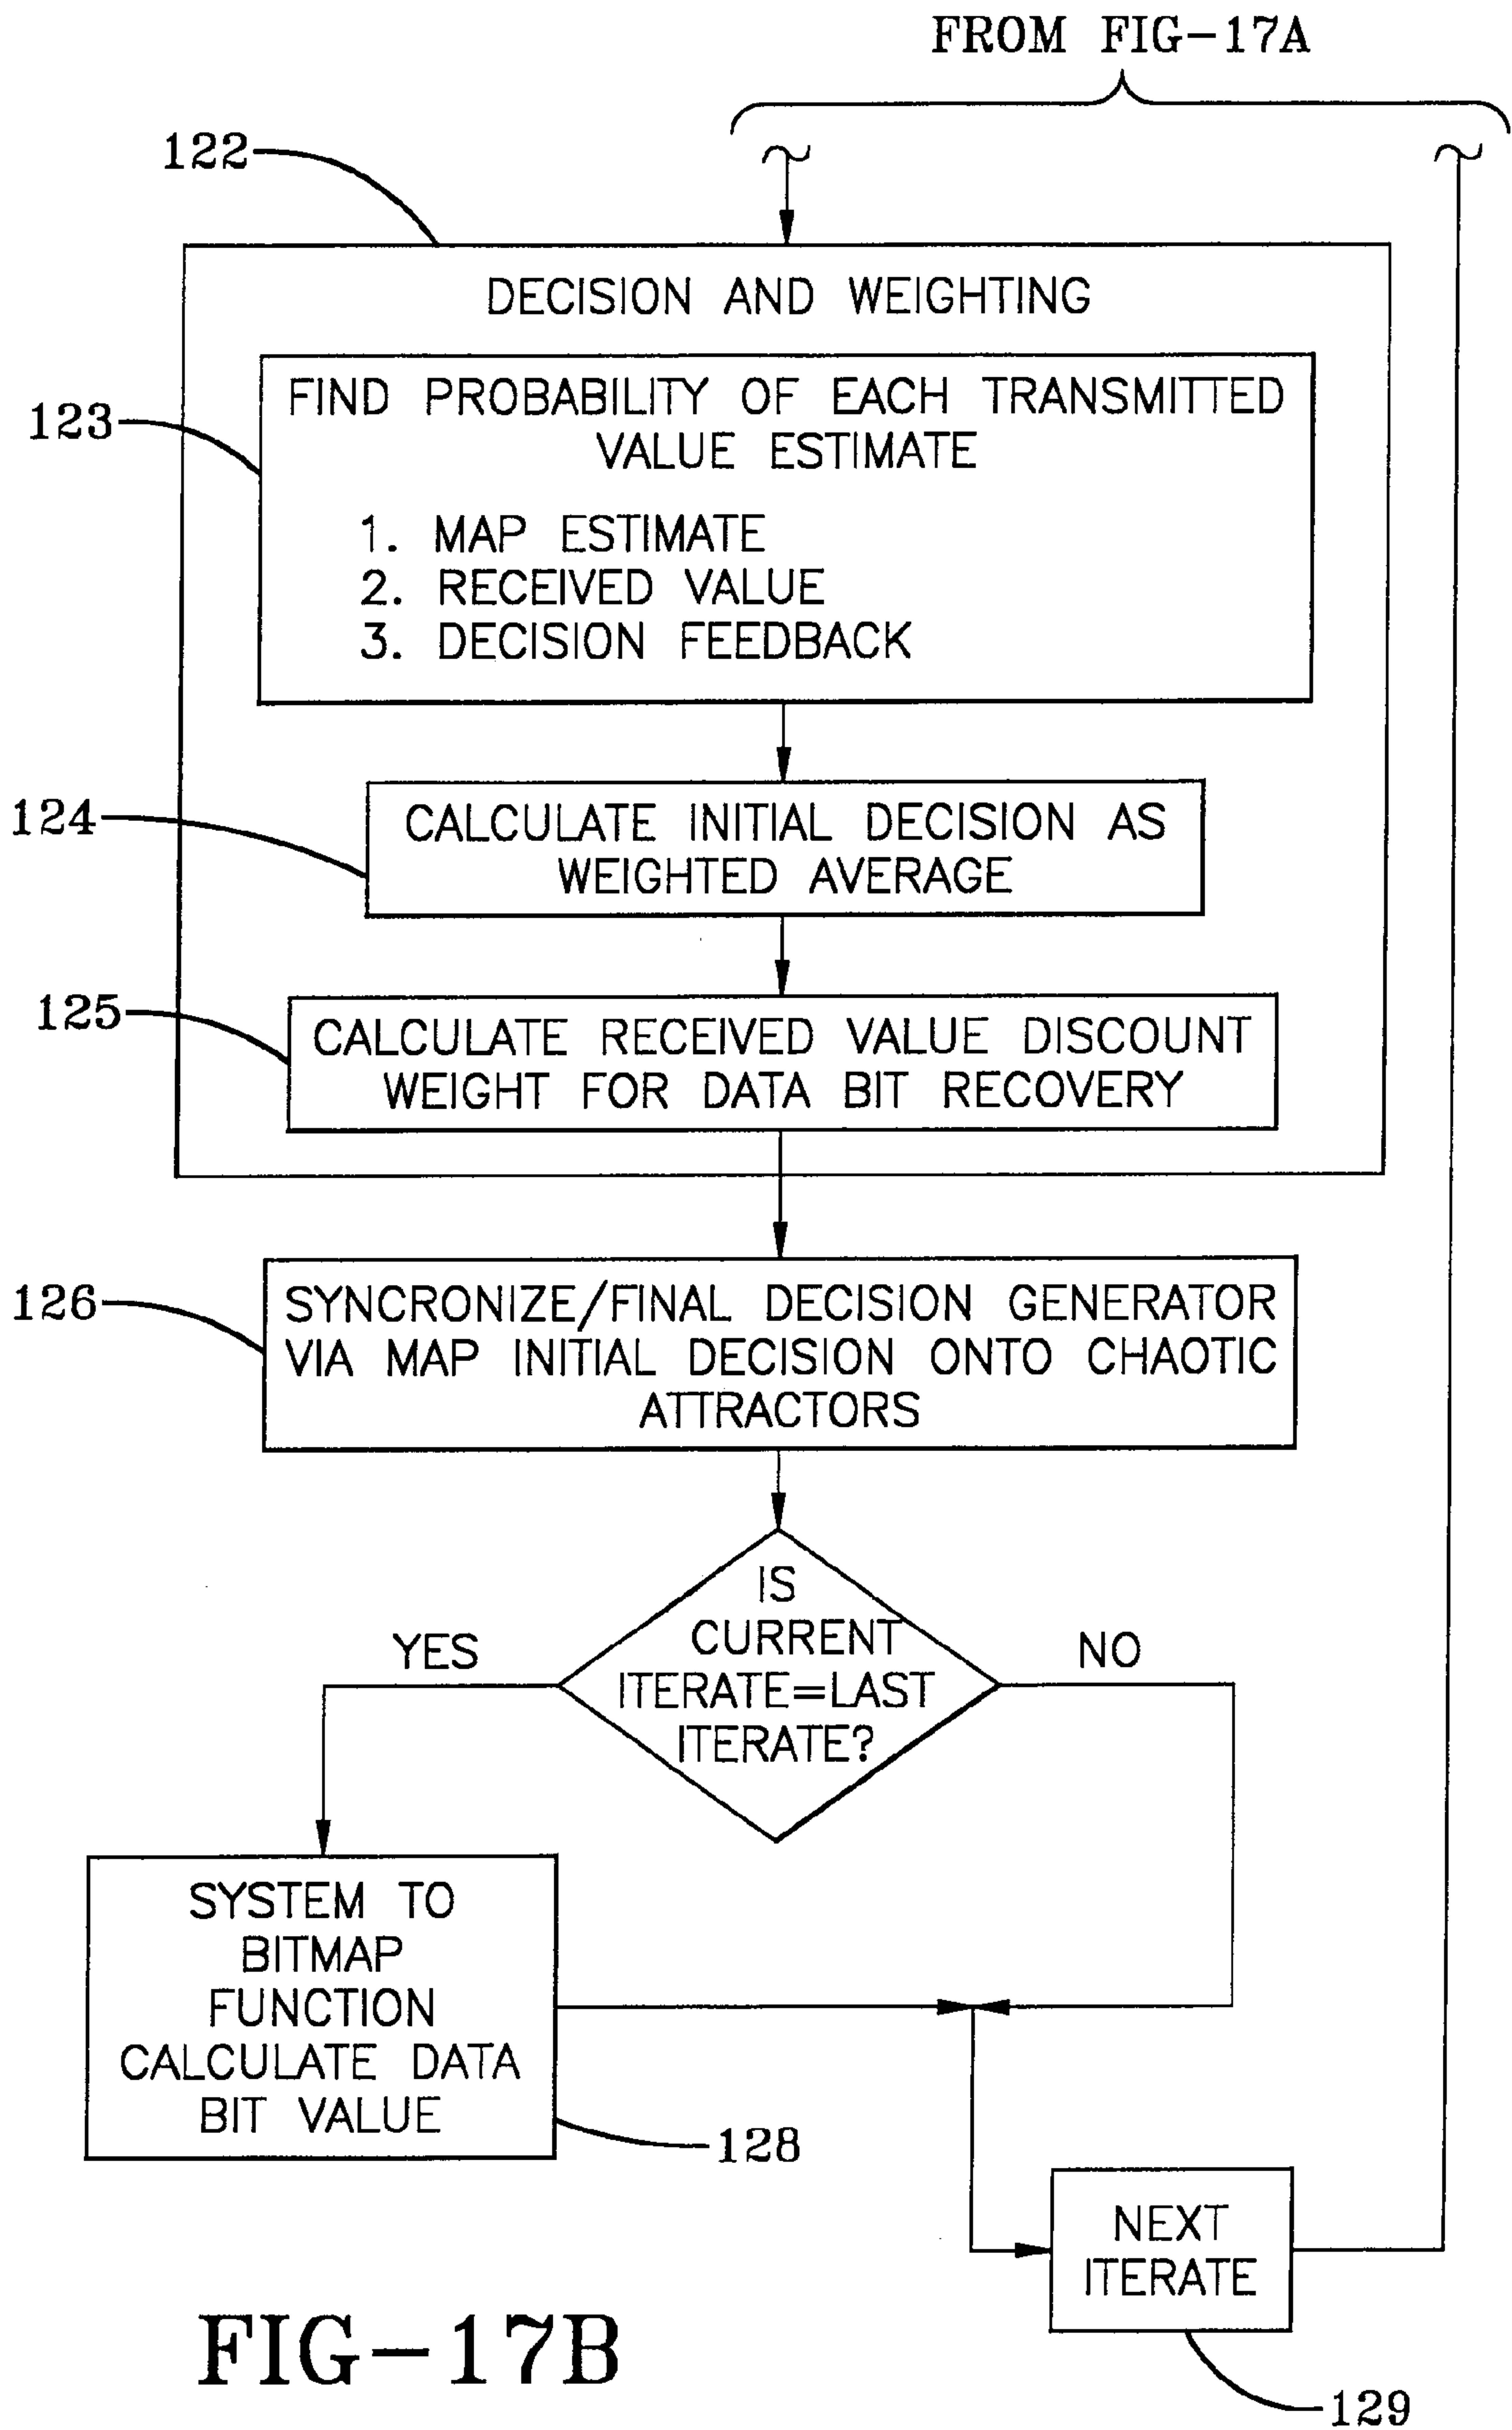 FROM FIG-17A
122
DECISION AND WEIGHTING
123
FIND PROBABILITY OF EACH TRANSMITTED
VALUE ESTIMATE
1. MAP ESTIMATE
2. RECEIVED VALUE
3. DECISION FEEDBACK
124
CALCULATE INITIAL DECISION AS
WEIGHTED AVERAGE
125
CALCULATE RECEIVED VALUE DISCOUNT
WEIGHT FOR DATA BIT RECOVERY
126
SYNCRONIZE/FINAL DECISION GENERATOR
VIA MAP INITIAL DECISION ONTO CHAOTIC
ATTRACTORS
IS
CURRENT
ITERATE=LAST
ITERATE?
YES
NO
SYSTEM TO
BITMAP
FUNCTION
CALCULATE DATA
BIT VALUE
128
NEXT
ITERATE
129
FIG-17B